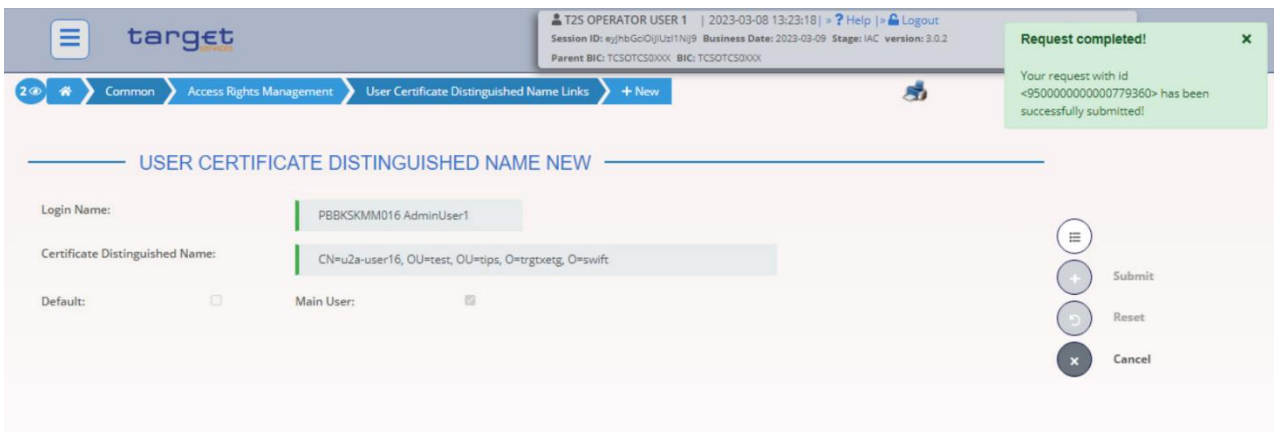 target
services
T2S OPERATOR USER 1 | 2023-03-08 13:23:18| » ? Help |» Logout
Business Date: 2023-03-09 Stage: IAC version: 3.0.2
Parent BIC: TCSOTCS0XXX BIC: TCSOTCS0XXX
Request completed! ×
Your request with id
<9500000000000779360> has been
successfully submitted!
2 Common Access Rights Management User Certificate Distinguished Name Links + New
USER CERTIFICATE DISTINGUISHED NAME NEW
Login Name: PBBKSKMM016 AdminUser1
Certificate Distinguished Name: CN=u2a-user16, OU=test, OU=tips, O=trgtxetg, O=swift
Default: Main User:
Submit
Reset
Cancel